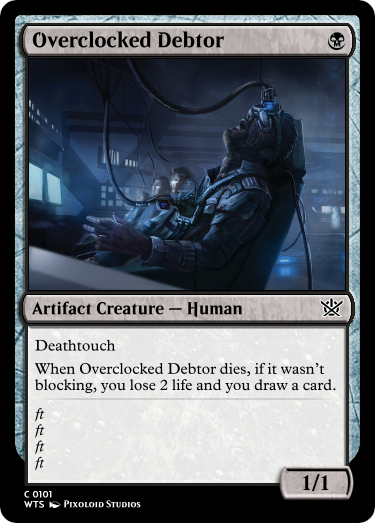 Overclocked Debtor
Artifact Creature — Human
Deathtouch
When Overclocked Debtor dies, if it wasn't
blocking, you lose 2 life and you draw a card.
ft
ft
ft
ft
1/1
C 0101
WTS Pixoloid Studios